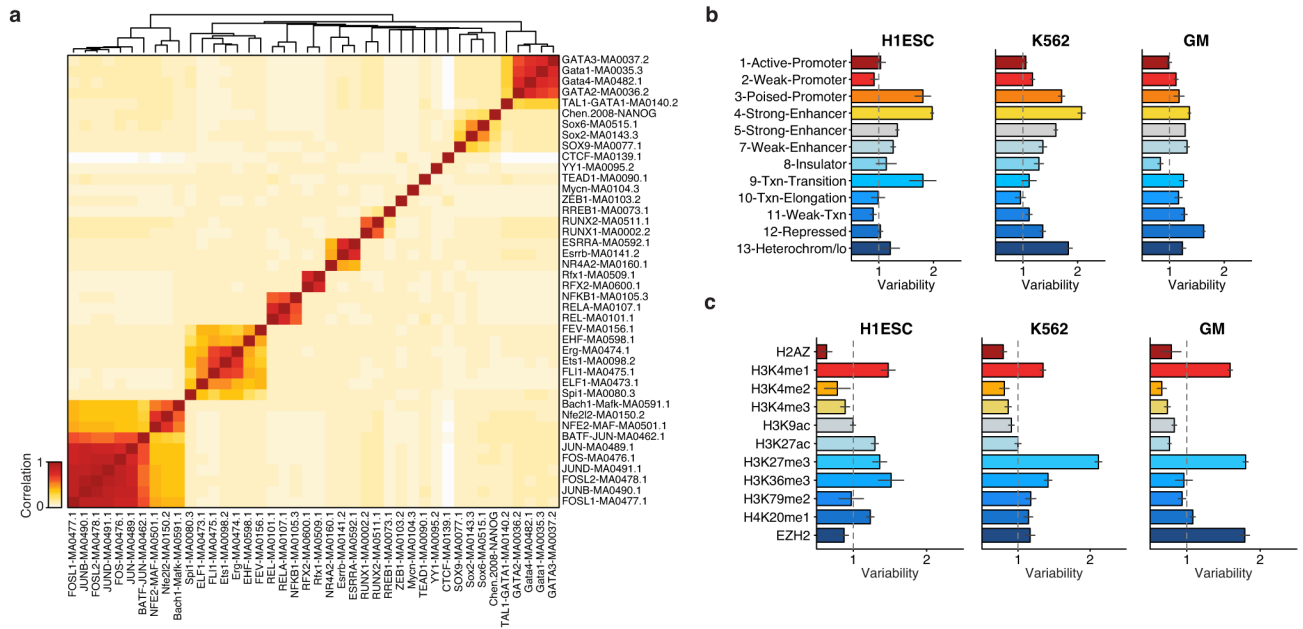 a
GATA3-MA0037.2
Gata1-MA0035.3
Gata4-MA0482.1
GATA2-MA0036.2
TAL1-GATA1-MA0140.2
Chen.2008-NANOG
Sox6-MA0515.1
Sox2-MA0143.3
SOX9-MA0077.1
CTCF-MA0139.1
YY1-MA0095.2
TEAD1-MA0090.1
Mycn-MA0104.3
ZEB1-MA0103.2
RREB1-MA0073.1
RUNX2-MA0511.1
RUNX1-MA0002.2
ESRRA-MA0592.1
Esrrb-MA0141.2
NR4A2-MA0160.1
Rfx1-MA0509.1
RFX2-MA0600.1
NFKB1-MA0105.3
RELA-MA0107.1
REL-MA0101.1
FEV-MA0156.1
EHF-MA0598.1
Erg-MA0474.1
Ets1-MA0098.2
FLI1-MA0475.1
ELF1-MA0473.1
Spi1-MA0080.3
Bach1-Mafk-MA0591.1
Nfe2l2-MA0150.2
NFE2-MAF-MA0501.1
BATF-JUN-MA0462.1
JUN-MA0489.1
FOS-MA0476.1
JUND-MA0491.1
FOSL2-MA0478.1
JUNB-MA0490.1
FOSL1-MA0477.1
1
0
Correlation
FOSL1-MA0477.1
JUNB-MA0490.1
FOSL2-MA0478.1
JUND-MA0491.1
FOS-MA0476.1
JUN-MA0489.1
BATF-JUN-MA0462.1
NFE2-MAF-MA0501.1
Nfe2l2-MA0150.2
Bach1-Mafk-MA0591.1
Spi1-MA0080.3
ELF1-MA0473.1
FLI1-MA0475.1
Ets1-MA0098.2
Erg-MA0474.1
EHF-MA0598.1
FEV-MA0156.1
REL-MA0101.1
RELA-MA0107.1
NFKB1-MA0105.3
RFX2-MA0600.1
Rfx1-MA0509.1
NR4A2-MA0160.1
Esrrb-MA0141.2
ESRRA-MA0592.1
RUNX1-MA0002.2
RUNX2-MA0511.1
RREB1-MA0073.1
ZEB1-MA0103.2
Mycn-MA0104.3
TEAD1-MA0090.1
YY1-MA0095.2
CTCF-MA0139.1
SOX9-MA0077.1
Sox2-MA0143.3
Sox6-MA0515.1
Chen.2008-NANOG
TAL1-GATA1-MA0140.2
GATA2-MA0036.2
Gata4-MA0482.1
Gata1-MA0035.3
GATA3-MA0037.2
b
H1ESC K562 GM
1-Active-Promoter
2-Weak-Promoter
3-Poised-Promoter
4-Strong-Enhancer
5-Strong-Enhancer
7-Weak-Enhancer
8-Insulator
9-Txn-Transition
10-Txn-Elongation
11-Weak-Txn
12-Repressed
13-Heterochrom/lo
1 2 1 2 1 2
Variability Variability Variability
c
H1ESC K562 GM
H2AZ
H3K4me1
H3K4me2
H3K4me3
H3K9ac
H3K27ac
H3K27me3
H3K36me3
H3K79me2
H4K20me1
EZH2
1 2 1 2 1 2
Variability Variability Variability